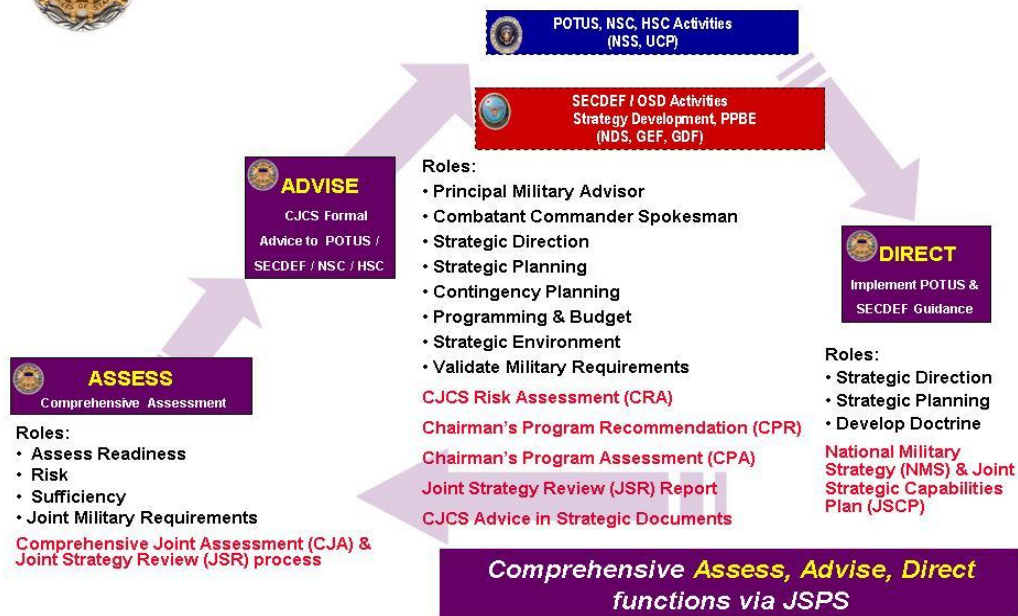 POTUS, NSC, HSC Activities
(NSS, UCP)
SECDEF / OSD Activities
Strategy Development, PPBE
(NDS, GEF, GDF)
ADVISE
CJCS Formal
Advice to POTUS /
SECDEF / NSC / HSC
Roles:
• Principal Military Advisor
• Combatant Commander Spokesman
• Strategic Direction
• Strategic Planning
• Contingency Planning
• Programming & Budget
• Strategic Environment
• Validate Military Requirements
CJCS Risk Assessment (CRA)
Chairman's Program Recommendation (CPR)
Chairman's Program Assessment (CPA)
Joint Strategy Review (JSR) Report
CJCS Advice in Strategic Documents
DIRECT
Implement POTUS &
SECDEF Guidance
Roles:
• Strategic Direction
• Strategic Planning
• Develop Doctrine
National Military
Strategy (NMS) & Joint
Strategic Capabilities
Plan (JSCP)
ASSESS
Comprehensive Assessment
Roles:
• Assess Readiness
• Risk
• Sufficiency
• Joint Military Requirements
Comprehensive Joint Assessment (CJA) &
Joint Strategy Review (JSR) process
Comprehensive Assess, Advise, Direct
functions via JSPS